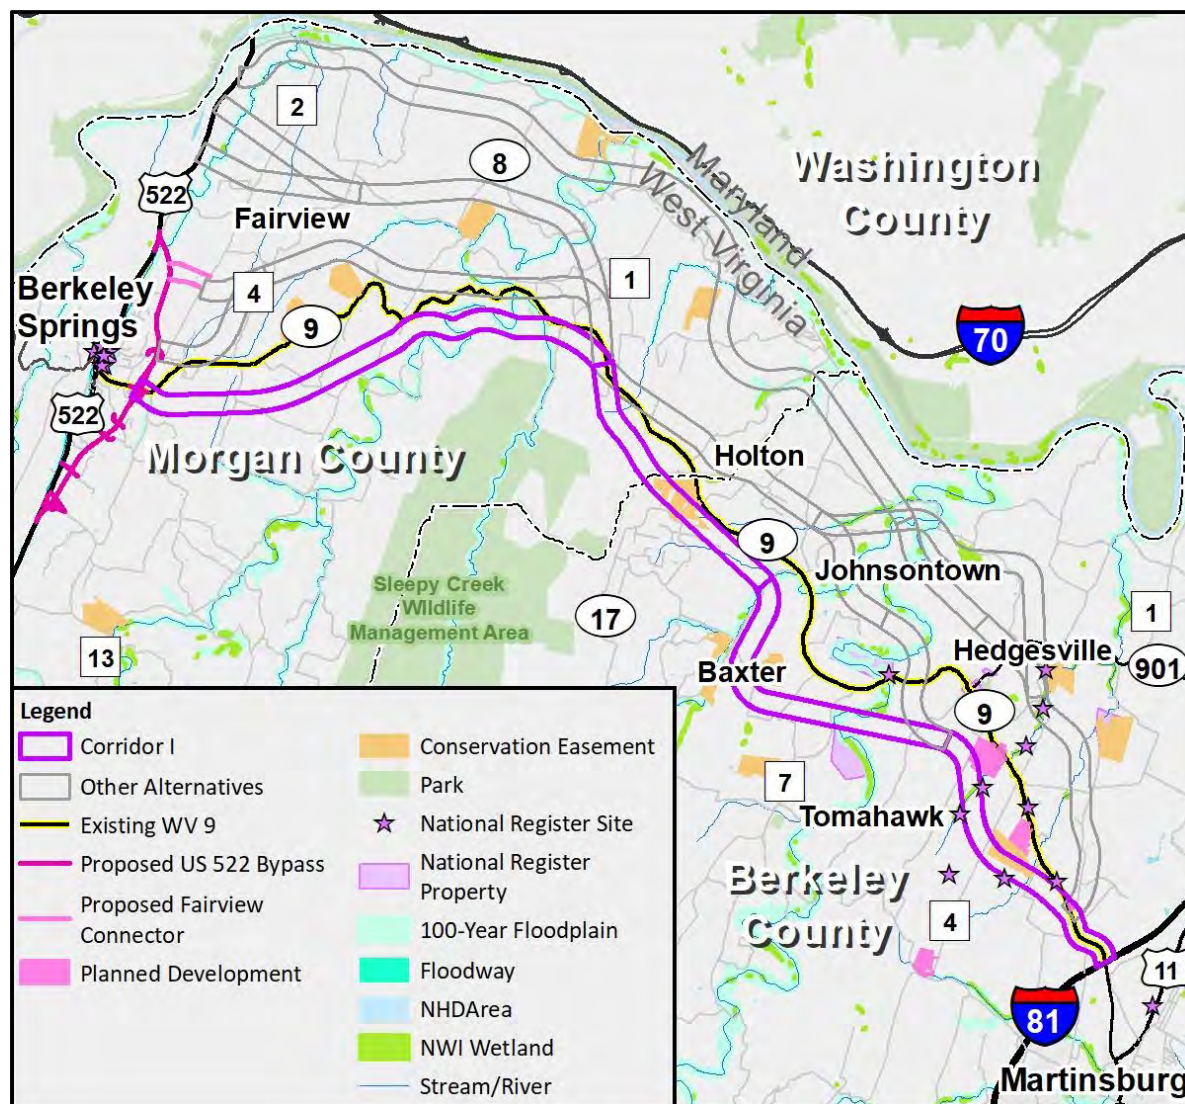 Maryland
West Virginia
Washington
County
2
8
522
Fairview
1
4
Berkeley
Springs
9
70
522
Morgan County
Holton
9
Johnsontown
Sleepy Creek
Wildlife
Management Area
17
1
13
Baxter
Hedgesville
901
9
7
Tomahawk
Berkeley
County
4
11
81
Martinsburg
Legend
Corridor I
Other Alternatives
Existing WV 9
Proposed US 522 Bypass
Proposed Fairview
Connector
Planned Development
Conservation Easement
Park
National Register Site
National Register
Property
100-Year Floodplain
Floodway
NHDArea
NWI Wetland
Stream/River